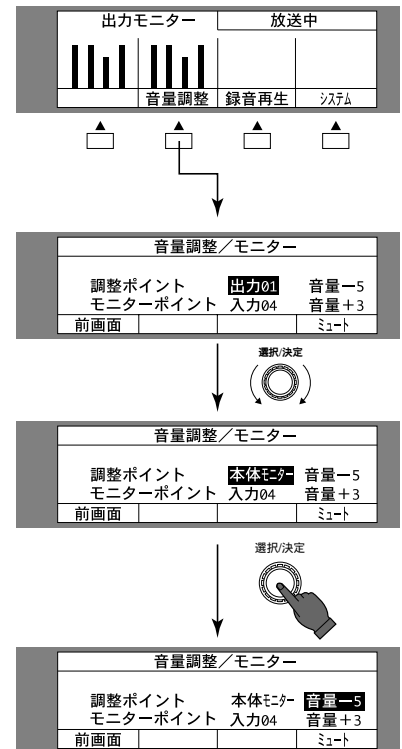 出力モニター 放送中
音量調整 録音再生 ｼｽﾃﾑ
音量調整／モニター
調整ポイント 出力01 音量－5
モニターポイント 入力04 音量＋3
前画面 ﾐｭｰﾄ
選択/決定
音量調整／モニター
調整ポイント 本体ﾓﾆﾀｰ 音量－5
モニターポイント 入力04 音量＋3
前画面 ﾐｭｰﾄ
選択/決定
音量調整／モニター
調整ポイント 本体ﾓﾆﾀｰ 音量－5
モニターポイント 入力04 音量＋3
前画面 ﾐｭｰﾄ